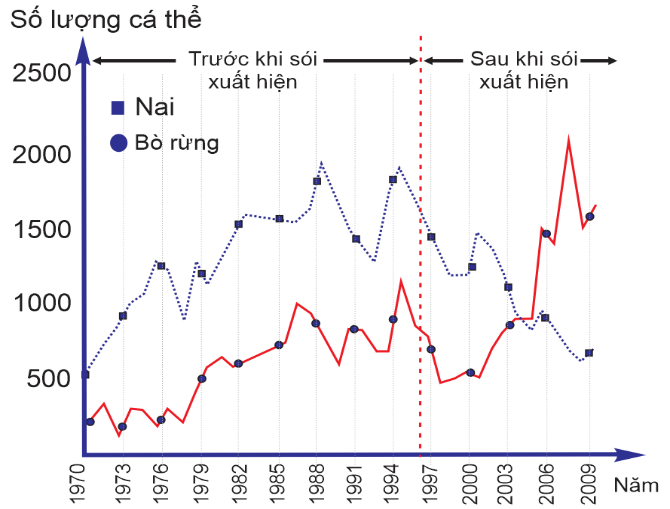 Số lượng cá thể
Trước khi sói
xuất hiện
Sau khi sói
xuất hiện
2500
2000
1500
1000
500
Nai
Bò rừng
1970
1973
1976
1979
1982
1985
1988
1991
1994
1997
2000
2003
2006
2009
Năm